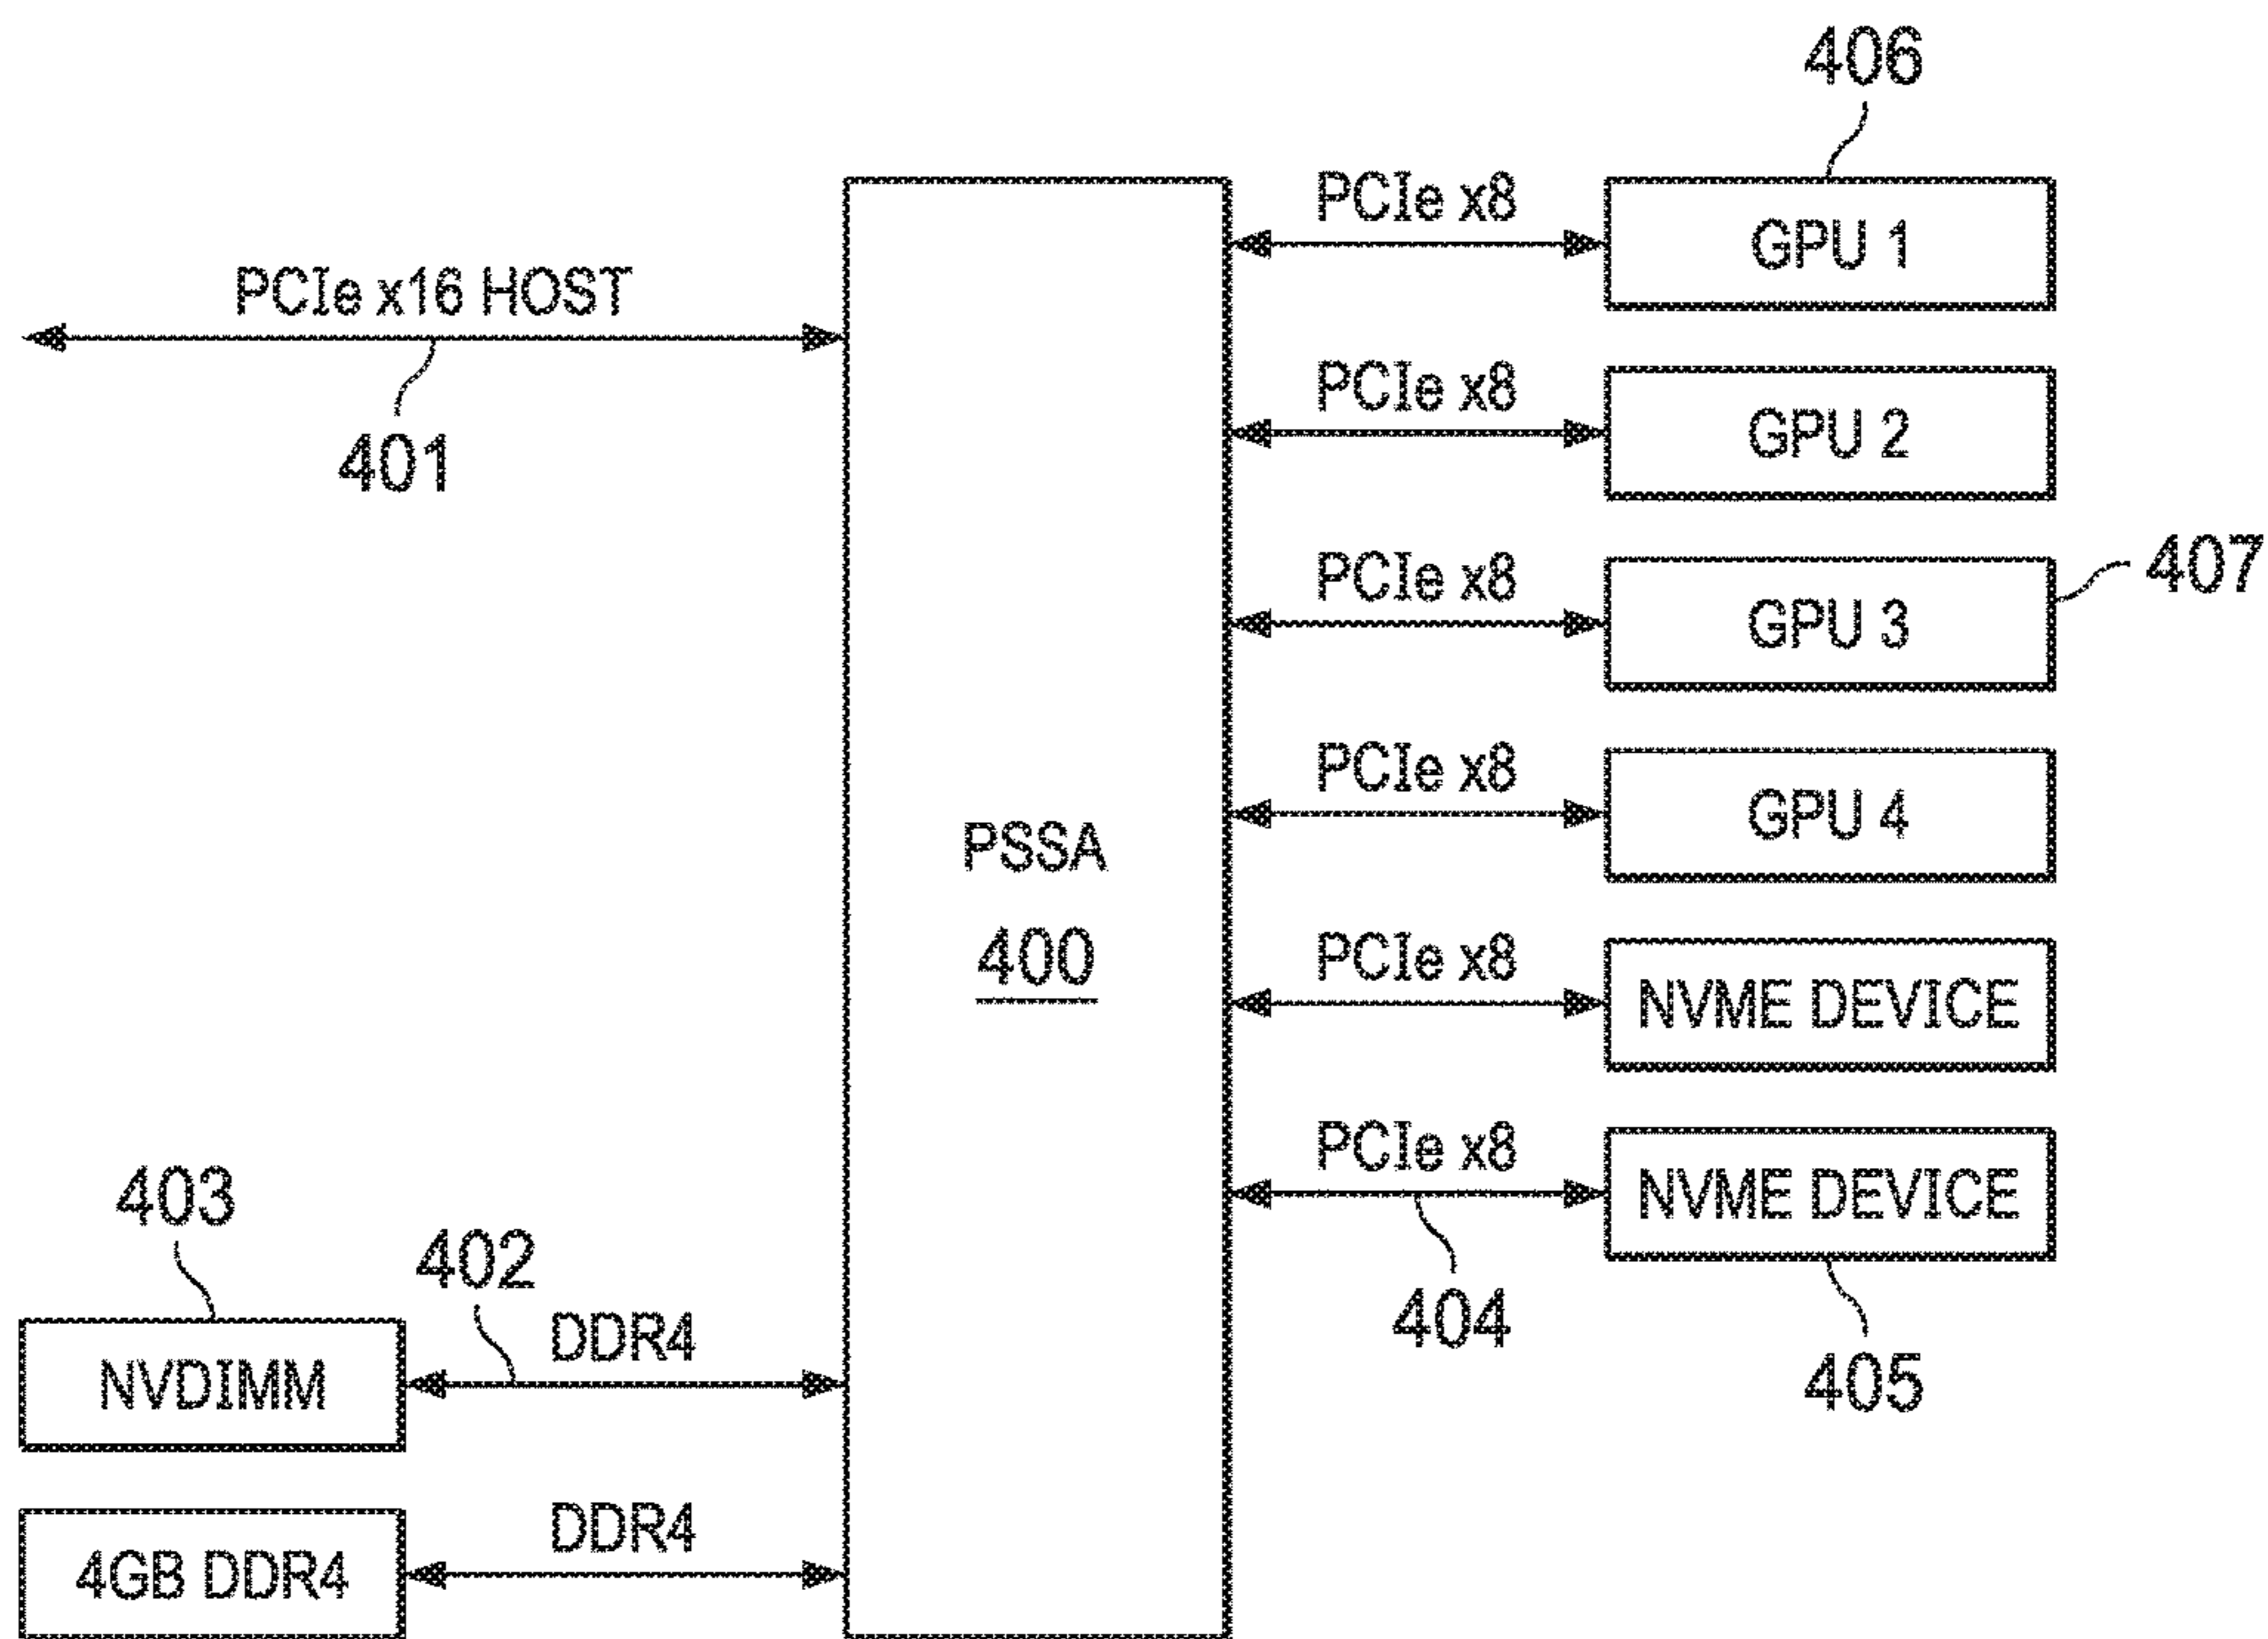 406
PCIe x8
GPU 1
PCIe x16 HOST
401
PCIe x8
GPU 2
PCIe x8
GPU 3
407
PCIe x8
GPU 4
PSSA
400
PCIe x8
NVME DEVICE
PCIe x8
NVME DEVICE
404
405
403
402
NVDIMM
DDR4
4GB DDR4
DDR4